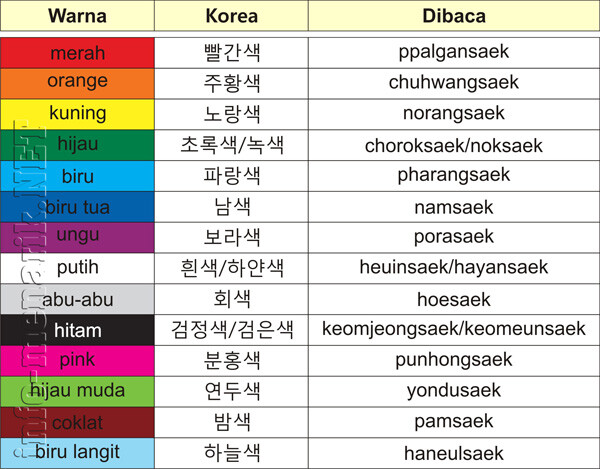 Warna Korea Dibaca
merah 빨간색 ppalgansaek
orange 주황색 chuhwangsaek
kuning 노랑색 norangsaek
hijau 초록색/녹색 choroksaek/noksaek
biru 파랑색 pharangsaek
biru tua 남색 namsaek
ungu 보라색 porasaek
putih 흰색/하얀색 heuinsaek/hayansaek
abu-abu 회색 hoesaek
hitam 검정색/검은색 keomjeongsaek/keomeunsaek
pink 분홍색 punhongsaek
hijau muda 연두색 yondusaek
coklat 밤색 pamsaek
biru langit 하늘색 haneulsaek
info-menarik.NET